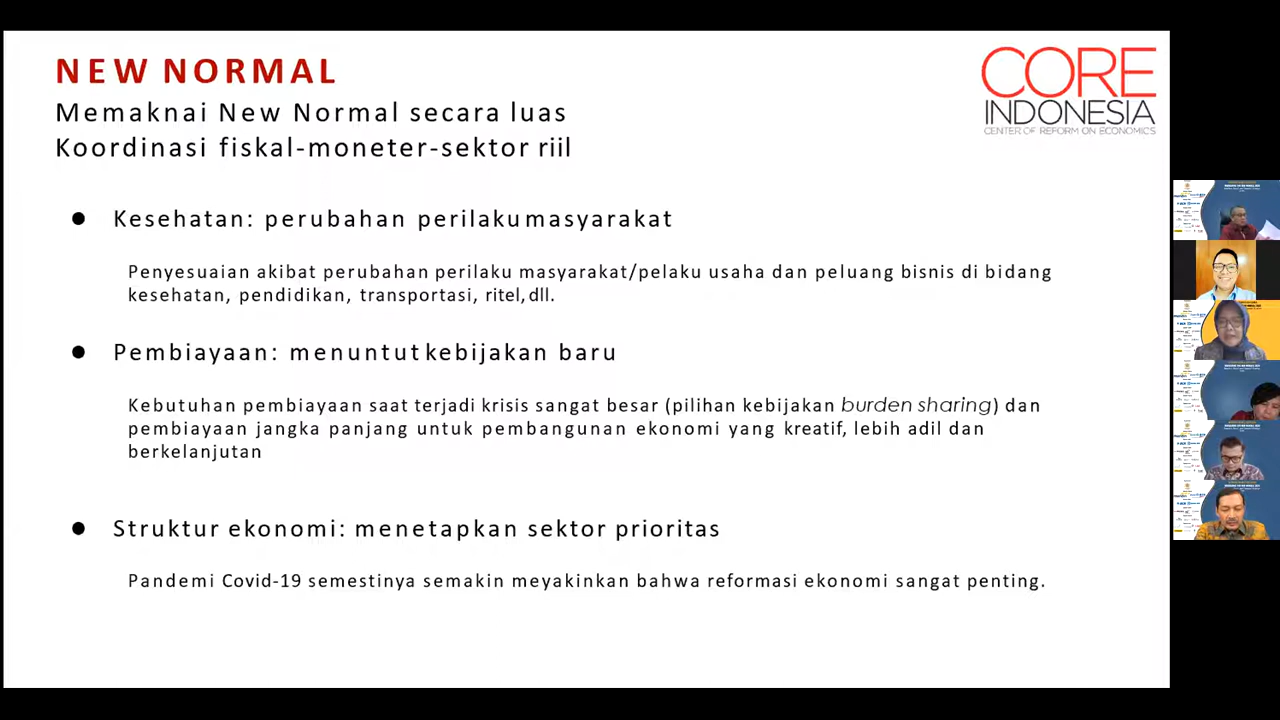 NEW NORMAL
Memaknai New Normal secara luas
Koordinasi fiskal-moneter-sektor riil
CORE
INDONESIA
CENTER OF REFORM ON ECONOMICS
● Kesehatan: perubahan perilaku masyarakat
Penyesuaian akibat perubahan perilaku masyarakat/pelaku usaha dan peluang bisnis di bidang
kesehatan, pendidikan, transportasi, ritel, dll.
● Pembiayaan: menuntut kebijakan baru
Kebutuhan pembiayaan saat terjadi krisis sangat besar (pilihan kebijakan burden sharing) dan
pembiayaan jangka panjang untuk pembangunan ekonomi yang kreatif, lebih adil dan
berkelanjutan
● Struktur ekonomi: menetapkan sektor prioritas
Pandemi Covid-19 semestinya semakin meyakinkan bahwa reformasi ekonomi sangat penting.